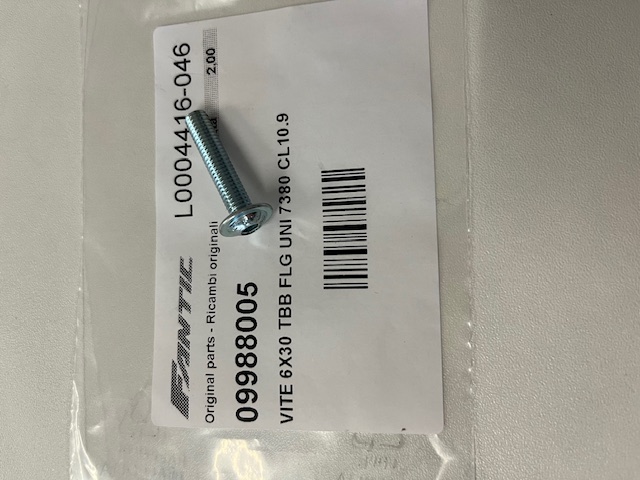 FANTIC L0004416-046
Original parts - Ricambi originali 2,00
09988005
VITE 6X30 TBB FLG UNI 7380 CL10.9